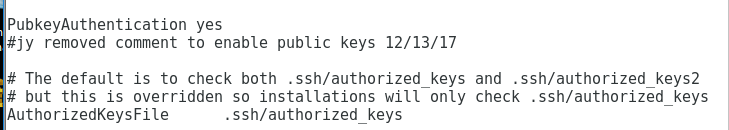 PubkeyAuthentication yes
#jy removed comment to enable public keys 12/13/17
# The default is to check both .ssh/authorized_keys and .ssh/authorized_keys2
# but this is overridden so installations will only check .ssh/authorized_keys
AuthorizedKeysFile      .ssh/authorized_keys